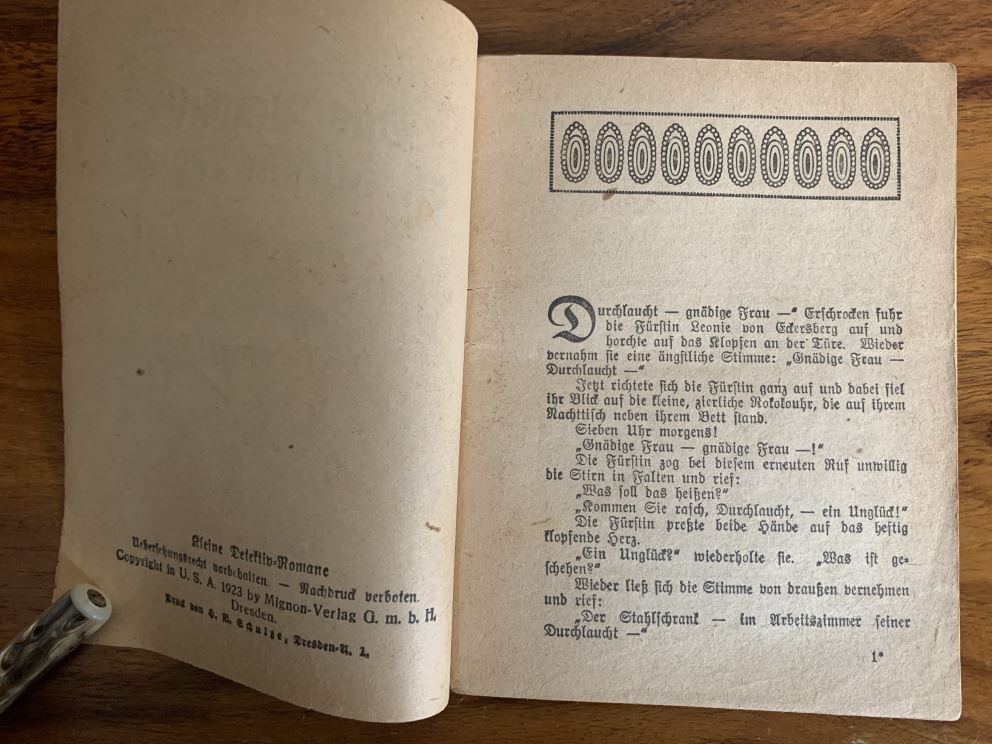 Kleine Detektiv-Romane
Uebersetzungsrecht vorbehalten. — Nachdruck verboten.
Copyright in U. S. A. 1923 by Mignon-Verlag G. m. b. H.
Dresden.
Druck von H. B. Schulze, Dresden-A. 1.
Durchlaucht — gnädige Frau —“ Erschrocken fuhr
die Fürstin Leonie von Eckersberg auf und
horchte auf das Klopfen an der Türe. Wieder
vernahm sie eine ängstliche Stimme: „Gnädige Frau —
Durchlaucht —“
Jetzt richtete sich die Fürstin ganz auf und dabei fiel
ihr Blick auf die kleine, zierliche Rokokouhr, die auf ihrem
Nachttisch neben ihrem Bett stand.
Sieben Uhr morgens!
„Gnädige Frau — gnädige Frau —!“
Die Fürstin zog bei diesem erneuten Ruf unwillig
die Stirn in Falten und rief:
„Was soll das heißen?“
„Kommen Sie rasch, Durchlaucht, — ein Unglück!“
Die Fürstin preßte beide Hände auf das heftig
klopfende Herz.
„Ein Unglück?“ wiederholte sie. „Was ist ge-
schehen?“
Wieder ließ sich die Stimme von draußen vernehmen
und rief:
„Der Stahlschrank — im Arbeitszimmer seiner
Durchlaucht —“
1*